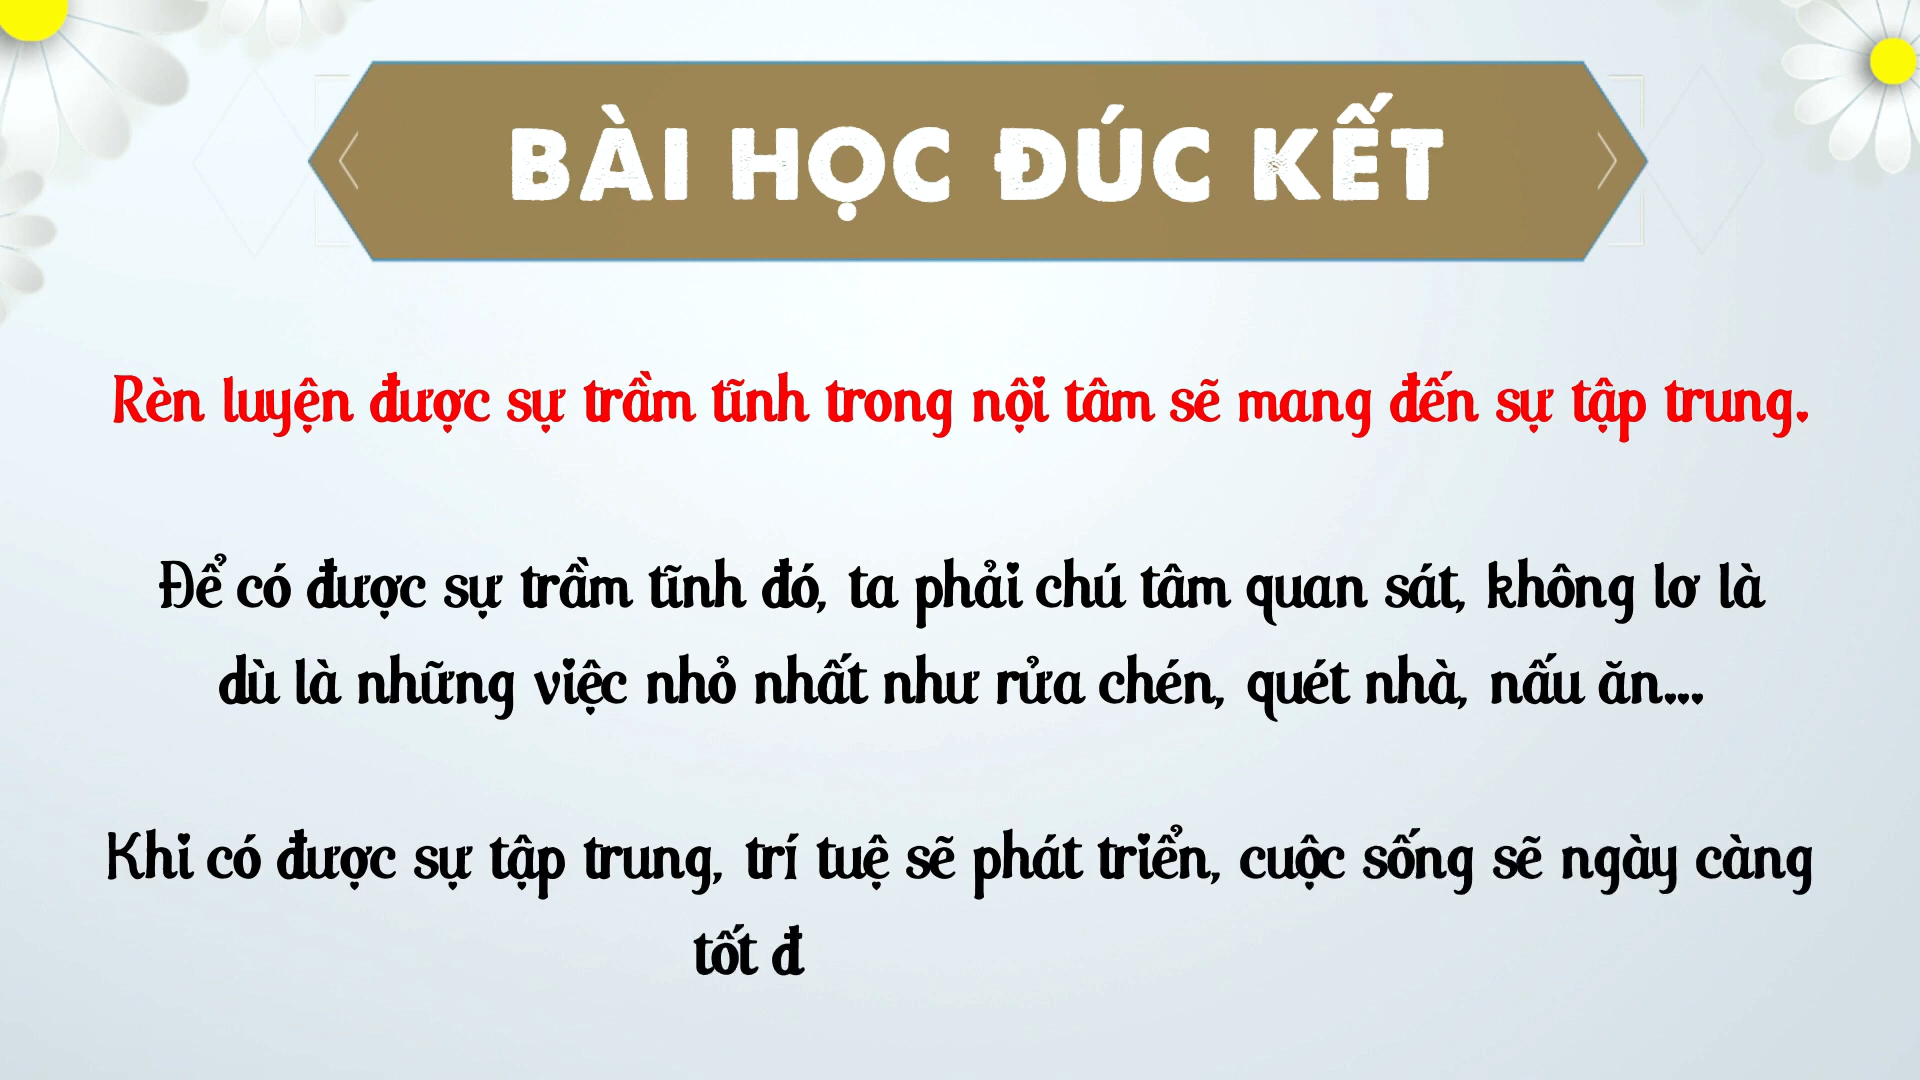 BÀI HỌC ĐÚC KẾT
Rèn luyện được sự trầm tĩnh trong nội tâm sẽ mang đến sự tập trung.
Để có được sự trầm tĩnh đó, ta phải chú tâm quan sát, không lơ là
dù là những việc nhỏ nhất như rửa chén, quét nhà, nấu ăn...
Khi có được sự tập trung, trí tuệ sẽ phát triển, cuộc sống sẽ ngày càng
tốt đ